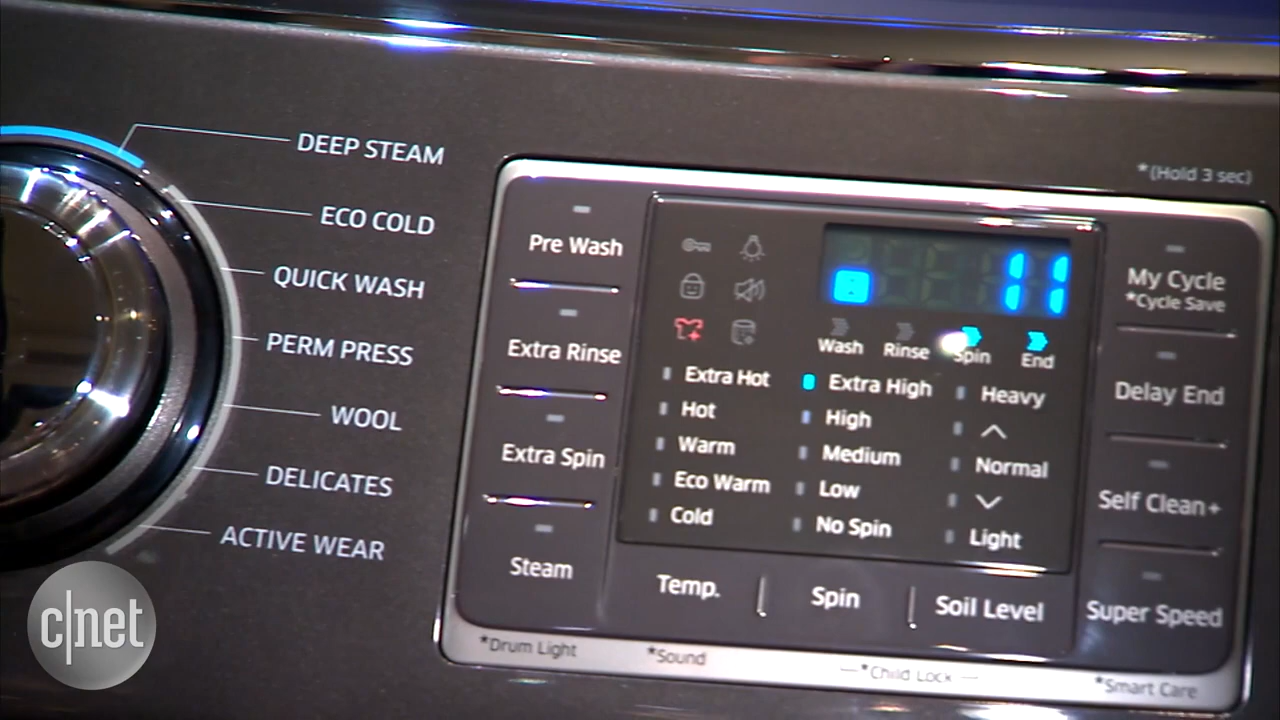 DEEP STEAM
ECO COLD
QUICK WASH
PERM PRESS
WOOL
DELICATES
ACTIVE WEAR
*(Hold 3 sec)
Pre Wash
Extra Rinse
Extra Spin
Steam
11
Wash Rinse Spin End
Extra Hot
Hot
Warm
Eco Warm
Cold
Extra High
High
Medium
Low
No Spin
Heavy
Normal
Light
Temp. Spin Soil Level
My Cycle
*Cycle Save
Delay End
Self Clean+
Super Speed
*Drum Light *Sound *Child Lock *Smart Care
c|net